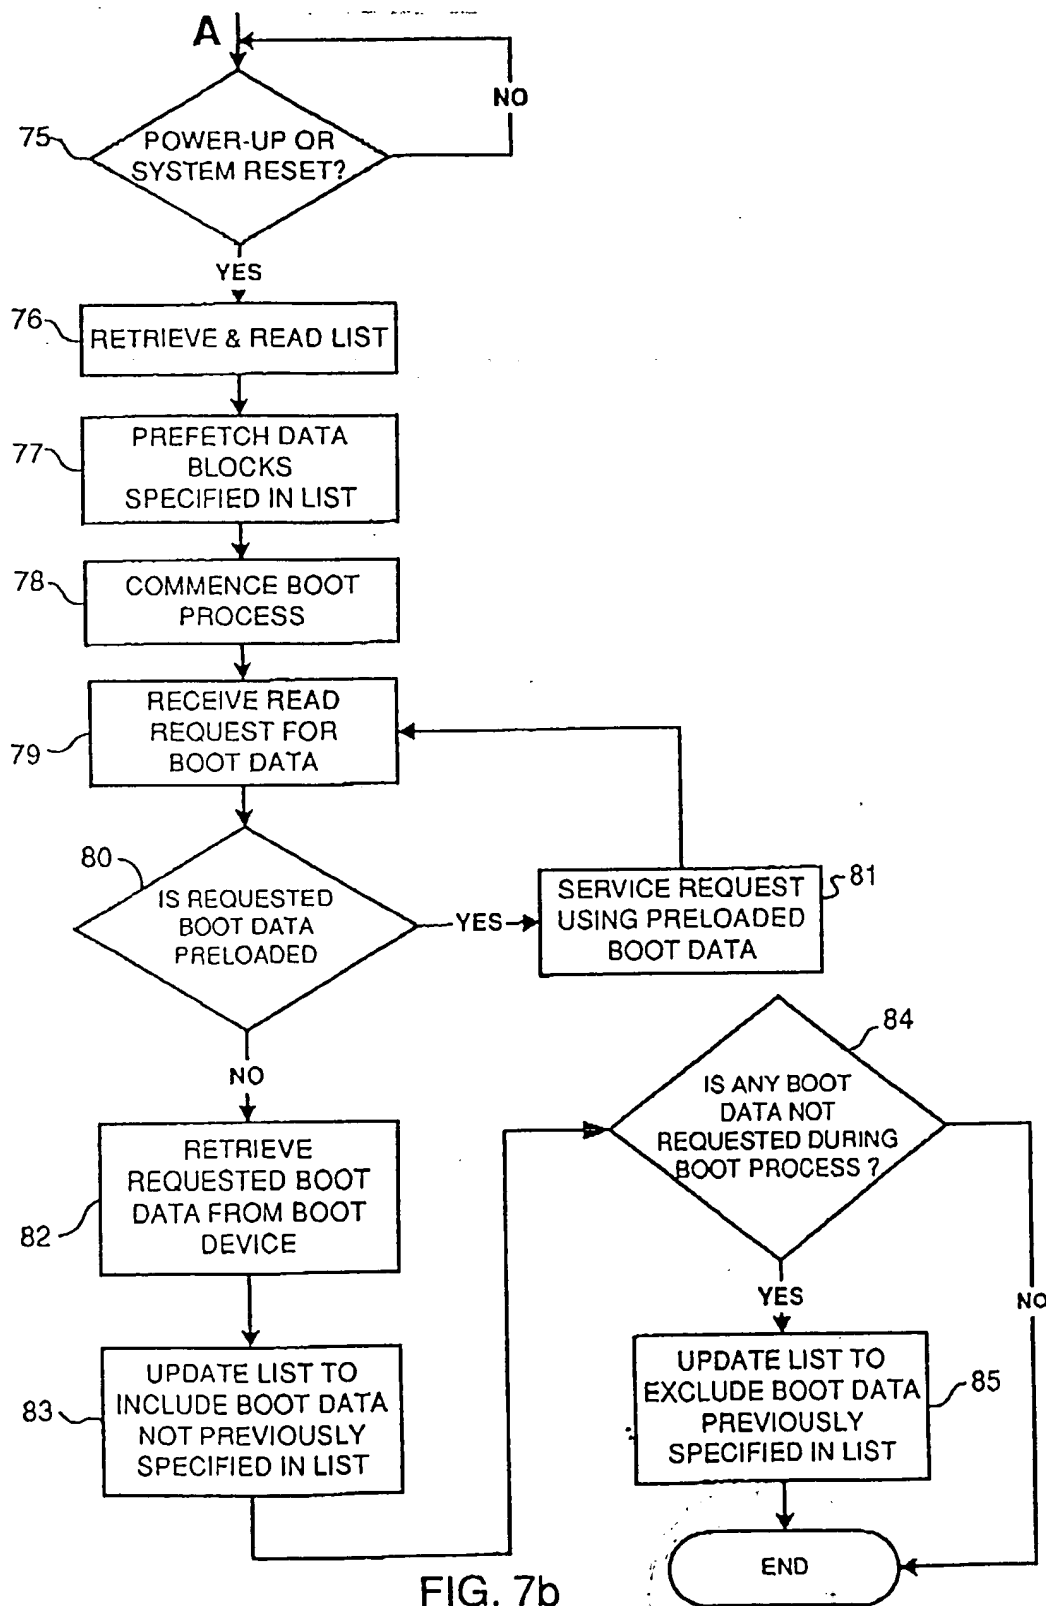 A
NO
75
POWER-UP OR
SYSTEM RESET?
YES
76
RETRIEVE & READ LIST
77
PREFETCH DATA
BLOCKS
SPECIFIED IN LIST
78
COMMENCE BOOT
PROCESS
79
RECEIVE READ
REQUEST FOR
BOOT DATA
80
IS REQUESTED
BOOT DATA
PRELOADED
YES
81
SERVICE REQUEST
USING PRELOADED
BOOT DATA
NO
82
RETRIEVE
REQUESTED BOOT
DATA FROM BOOT
DEVICE
83
UPDATE LIST TO
INCLUDE BOOT DATA
NOT PREVIOUSLY
SPECIFIED IN LIST
84
IS ANY BOOT
DATA NOT
REQUESTED DURING
BOOT PROCESS ?
YES
NO
85
UPDATE LIST TO
EXCLUDE BOOT DATA
PREVIOUSLY
SPECIFIED IN LIST
END
FIG. 7b